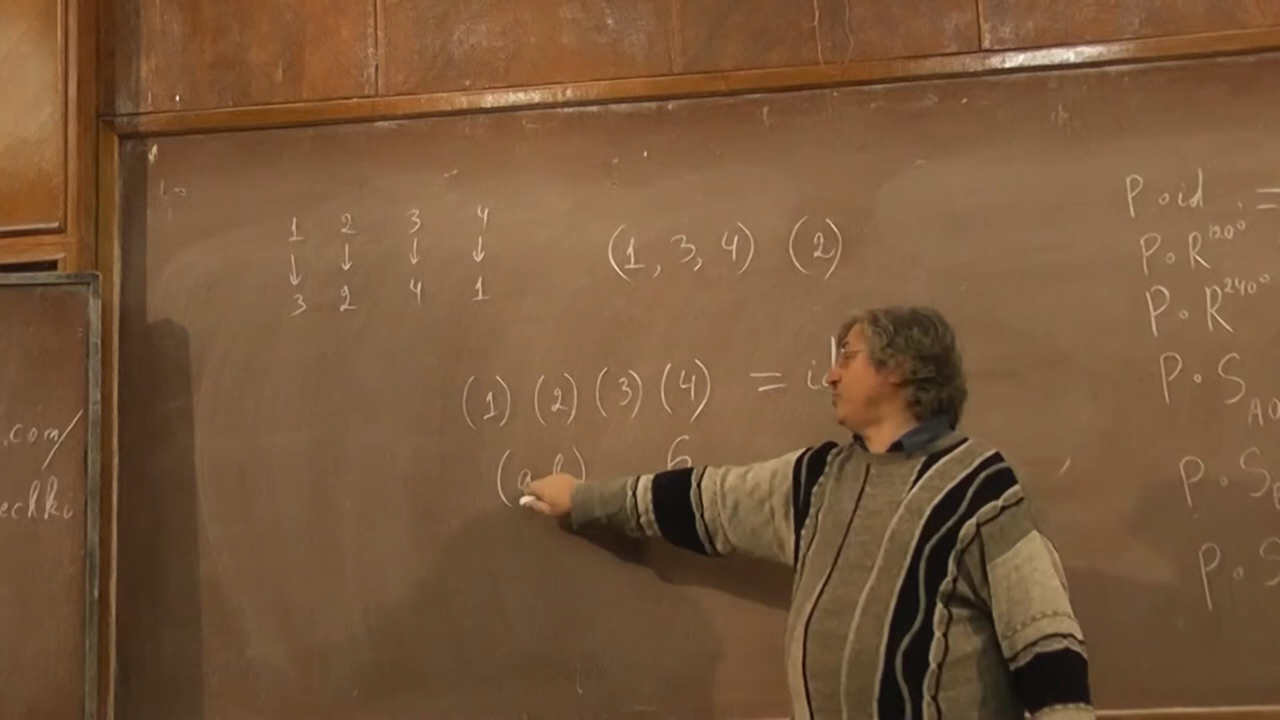 1 2 3 4
↓ ↓ ↓ ↓
3 2 4 1
(1, 3, 4) (2)
(1) (2) (3) (4) = id
(a b) 6
.com/
echki
P∘id =
P∘R^120°
P∘R^240°
P∘S
P∘S
P∘S